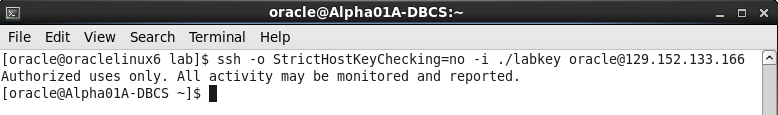 oracle@Alpha01A-DBCS:~
File Edit View Search Terminal Help
[oracle@oraclelinux6 lab]$ ssh -o StrictHostKeyChecking=no -i ./labkey oracle@129.152.133.166
Authorized uses only. All activity may be monitored and reported.
[oracle@Alpha01A-DBCS ~]$